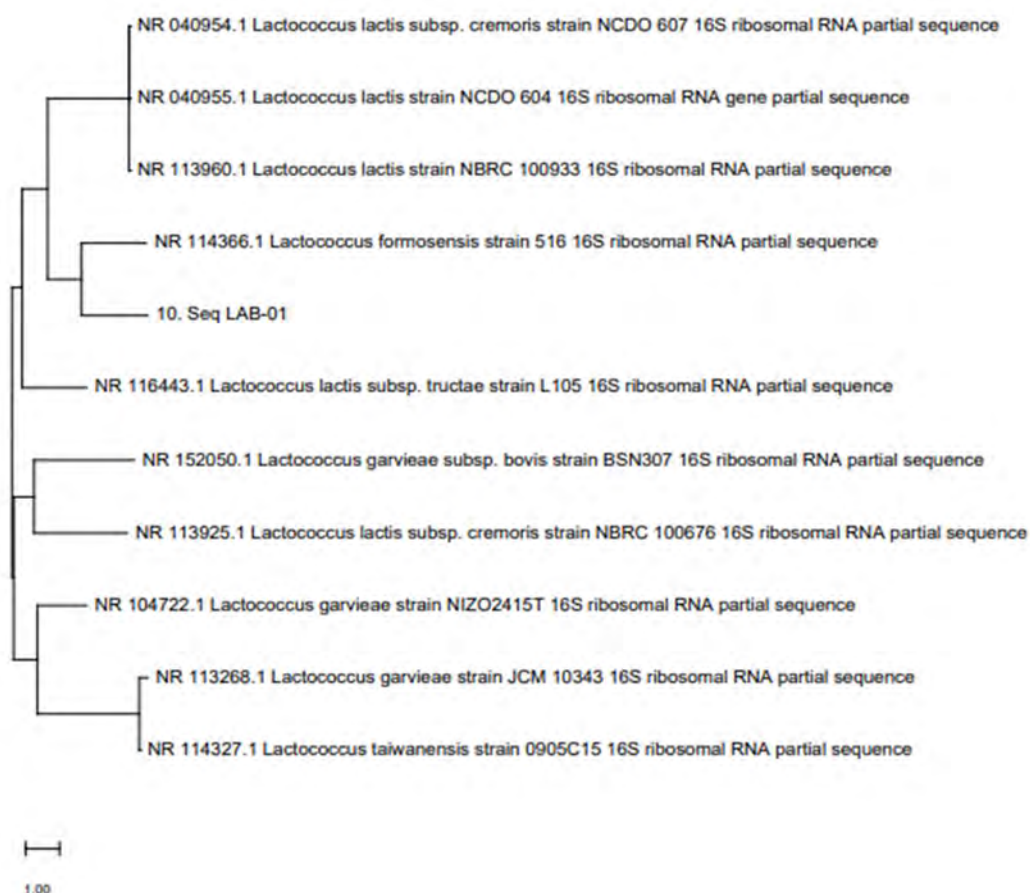 NR 040954.1 Lactococcus lactis subsp. cremoris strain NCDO 607 16S ribosomal RNA partial sequence
NR 040955.1 Lactococcus lactis strain NCDO 604 16S ribosomal RNA gene partial sequence
NR 113960.1 Lactococcus lactis strain NBRC 100933 16S ribosomal RNA partial sequence
NR 114366.1 Lactococcus formosensis strain 516 16S ribosomal RNA partial sequence
10. Seq LAB-01
NR 116443.1 Lactococcus lactis subsp. tructae strain L105 16S ribosomal RNA partial sequence
NR 152050.1 Lactococcus garvieae subsp. bovis strain BSN307 16S ribosomal RNA partial sequence
NR 113925.1 Lactococcus lactis subsp. cremoris strain NBRC 100676 16S ribosomal RNA partial sequence
NR 104722.1 Lactococcus garvieae strain NIZO2415T 16S ribosomal RNA partial sequence
NR 113268.1 Lactococcus garvieae strain JCM 10343 16S ribosomal RNA partial sequence
NR 114327.1 Lactococcus taiwanensis strain 0905C15 16S ribosomal RNA partial sequence
1.00